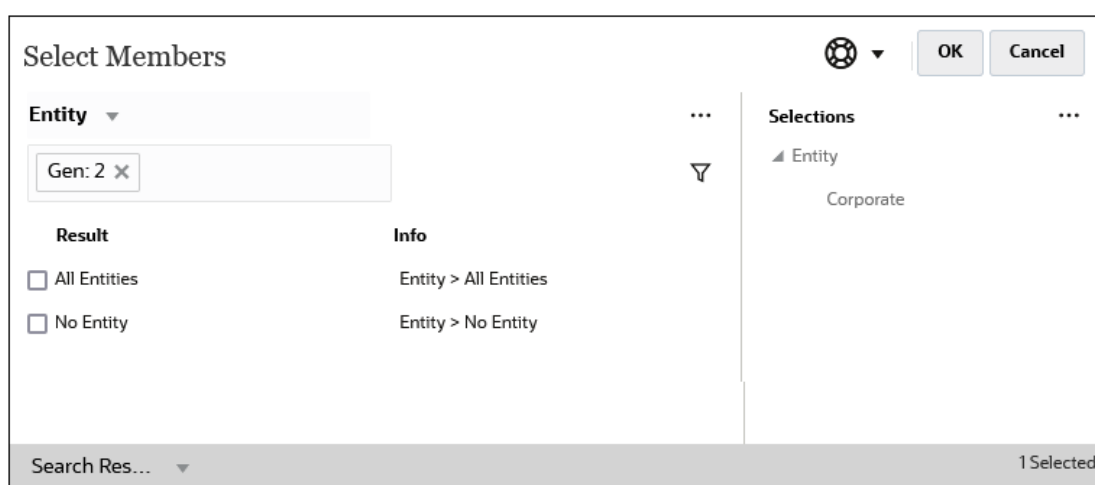 Select Members
OK
Cancel
Entity
...
Gen: 2
Result
Info
All Entities
Entity > All Entities
No Entity
Entity > No Entity
Selections
...
Entity
Corporate
Search Res...
1 Selected